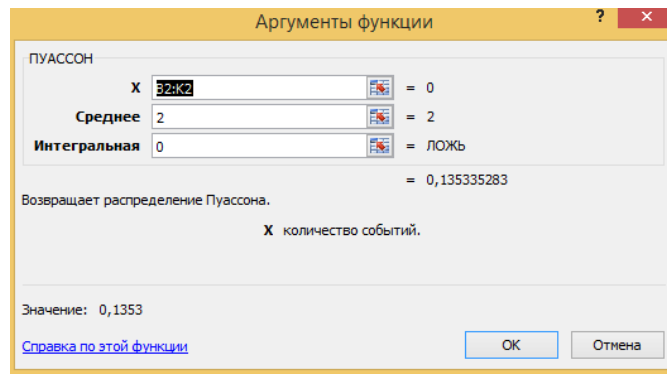 Аргументы функции ? ×
ПУАССОН
X B2:K2 = 0
Среднее 2 = 2
Интегральная 0 = ЛОЖЬ
= 0,135335283
Возвращает распределение Пуассона.
X количество событий.
Значение: 0,1353
Справка по этой функции OK Отмена